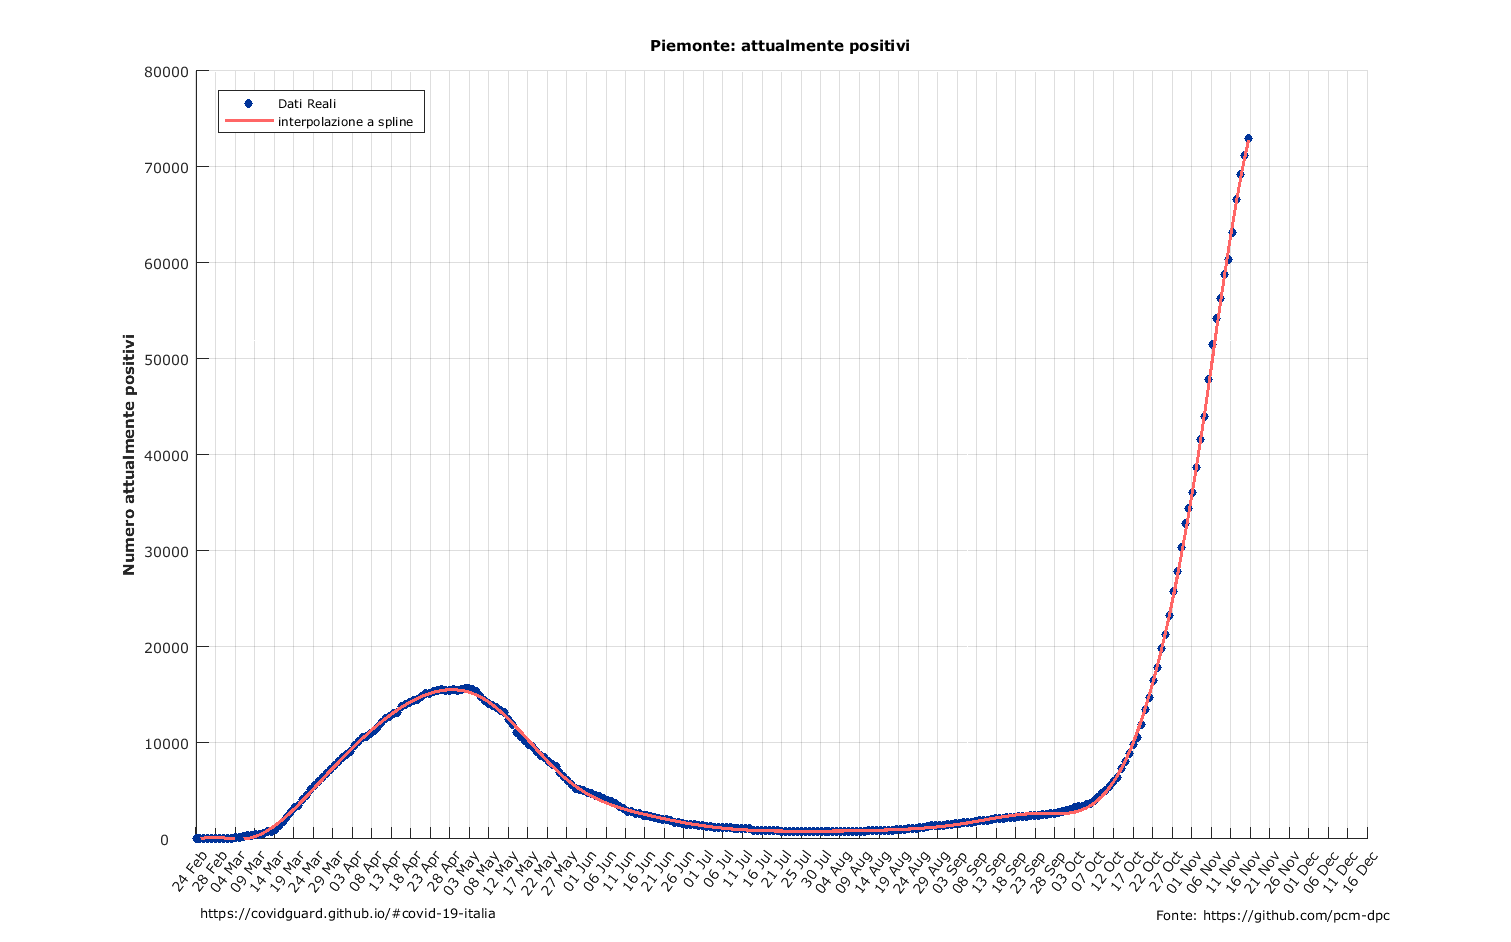 Piemonte: attualmente positivi
80000
70000
60000
50000
40000
30000
20000
10000
0
Dati Reali
interpolazione a spline
Numero attualmente positivi
24 Feb
28 Feb
04 Mar
09 Mar
14 Mar
19 Mar
24 Mar
29 Mar
03 Apr
08 Apr
13 Apr
18 Apr
23 Apr
28 Apr
03 May
08 May
12 May
17 May
22 May
27 May
01 Jun
06 Jun
11 Jun
16 Jun
21 Jun
26 Jun
01 Jul
06 Jul
11 Jul
16 Jul
21 Jul
25 Jul
30 Jul
04 Aug
09 Aug
14 Aug
19 Aug
24 Aug
29 Aug
03 Sep
08 Sep
13 Sep
18 Sep
23 Sep
28 Sep
03 Oct
07 Oct
12 Oct
17 Oct
22 Oct
27 Oct
01 Nov
06 Nov
11 Nov
16 Nov
21 Nov
26 Nov
01 Dec
06 Dec
11 Dec
16 Dec
https://covidguard.github.io/#covid-19-italia
Fonte: https://github.com/pcm-dpc